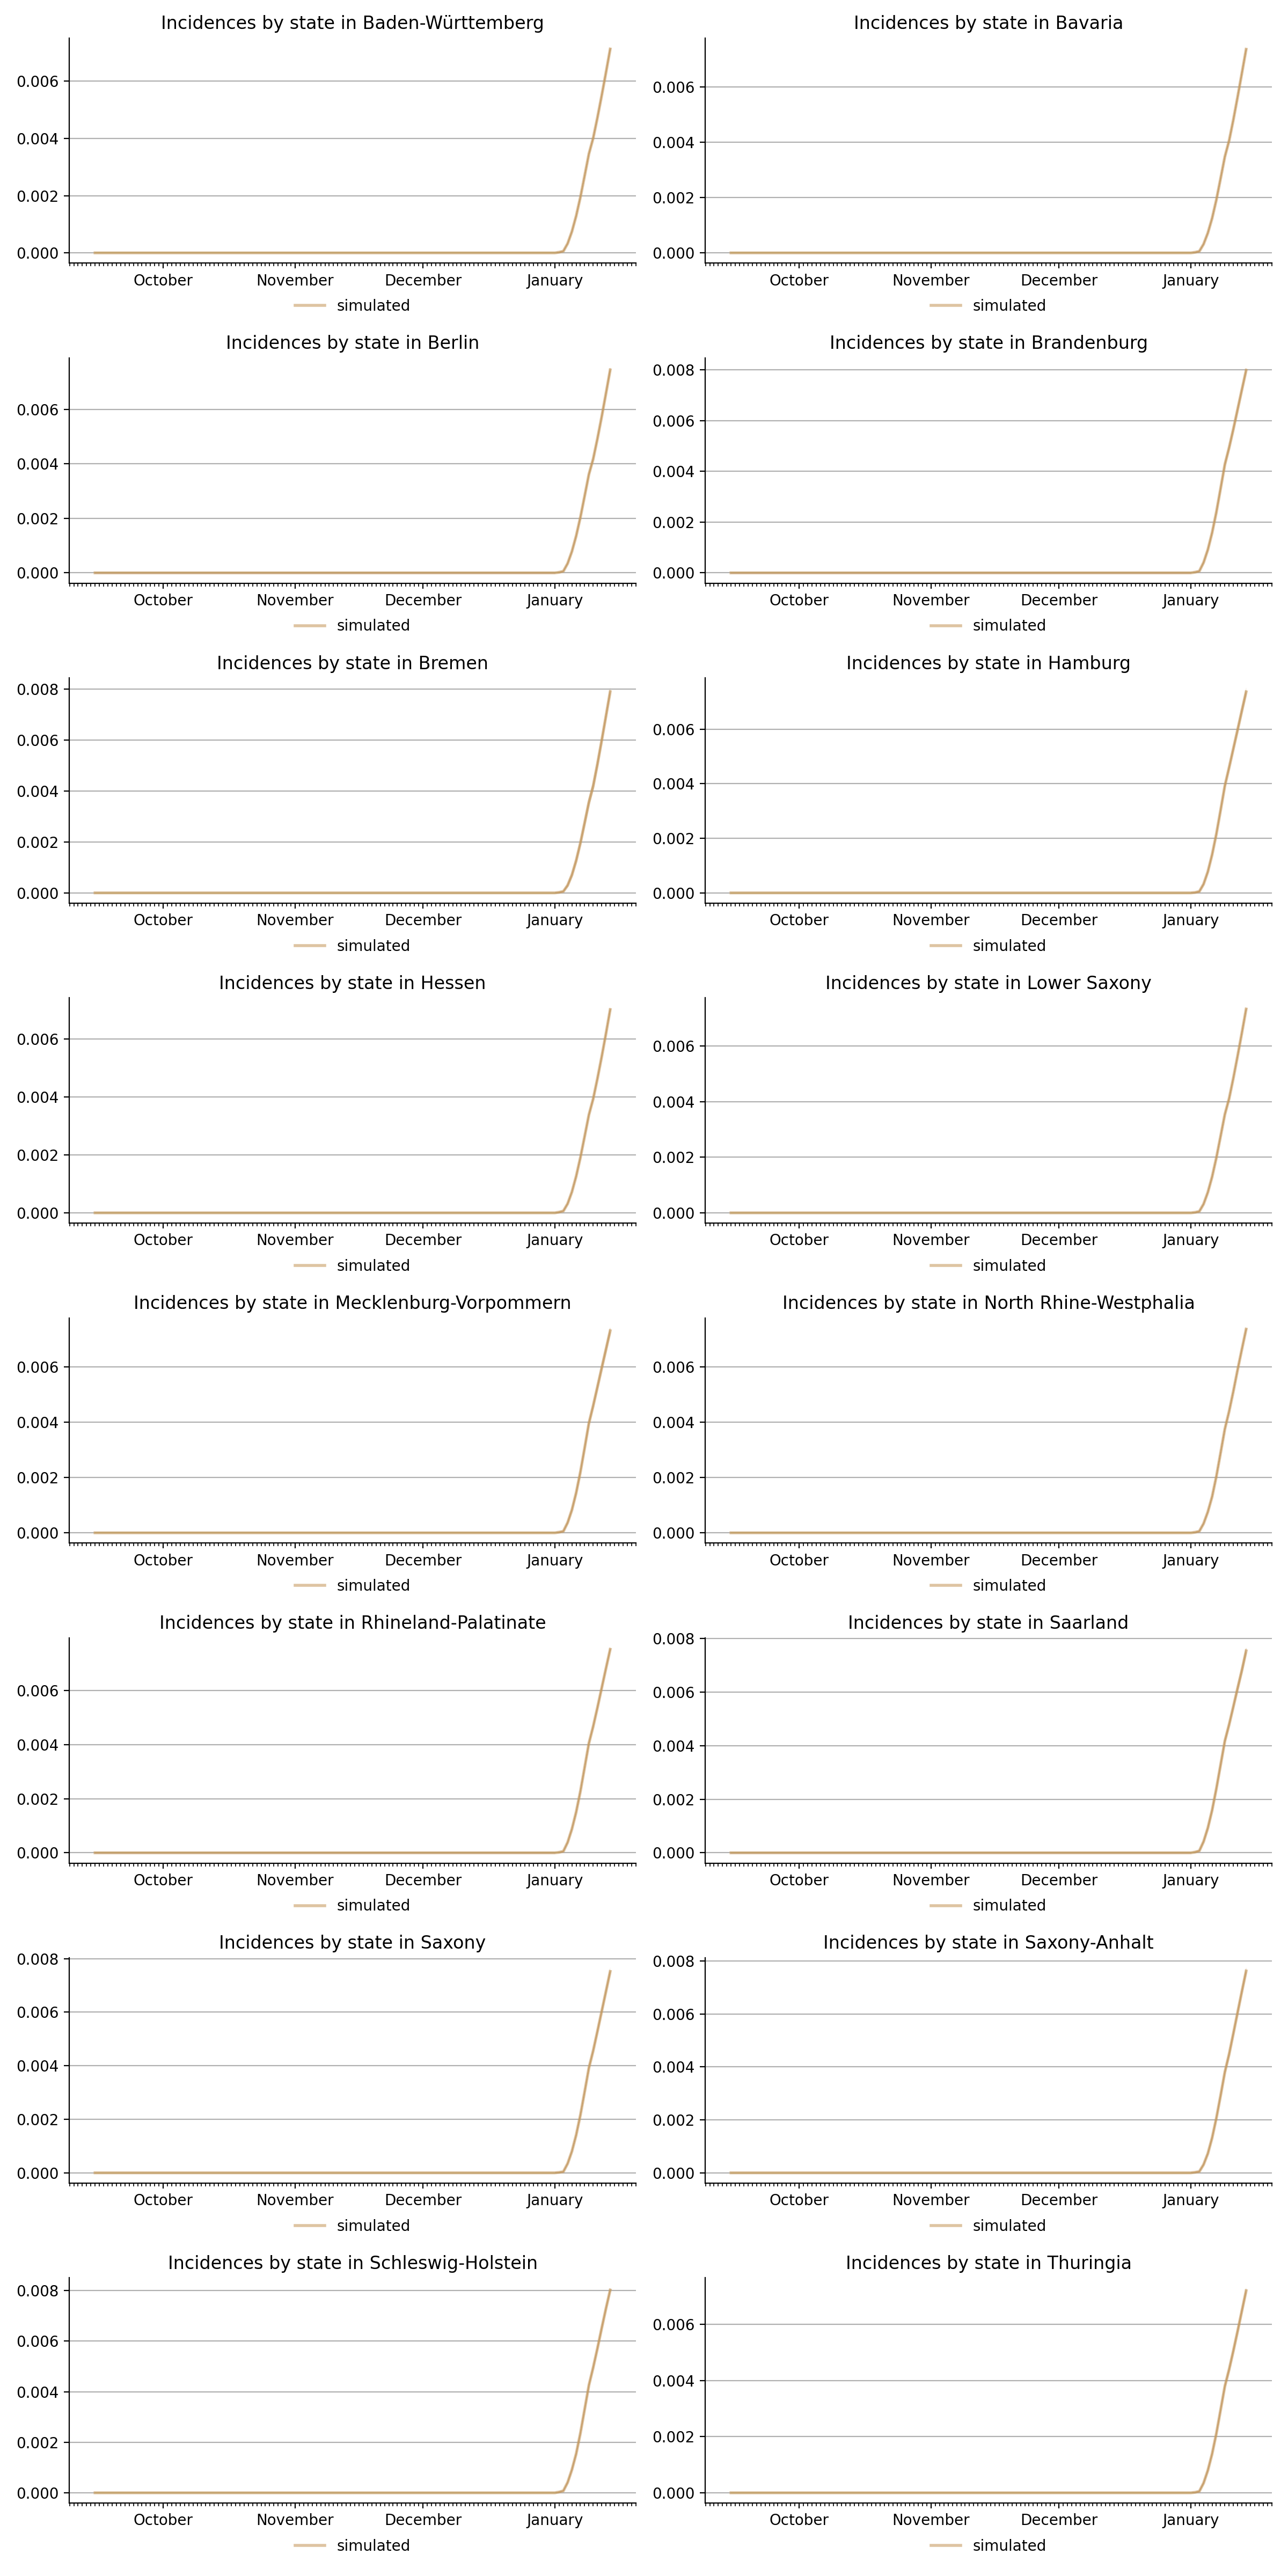 Incidences by state in Baden-Württemberg
0.006
0.004
0.002
0.000
October November December January
simulated
Incidences by state in Bavaria
0.006
0.004
0.002
0.000
October November December January
simulated
Incidences by state in Berlin
0.006
0.004
0.002
0.000
October November December January
simulated
Incidences by state in Brandenburg
0.008
0.006
0.004
0.002
0.000
October November December January
simulated
Incidences by state in Bremen
0.008
0.006
0.004
0.002
0.000
October November December January
simulated
Incidences by state in Hamburg
0.006
0.004
0.002
0.000
October November December January
simulated
Incidences by state in Hessen
0.006
0.004
0.002
0.000
October November December January
simulated
Incidences by state in Lower Saxony
0.006
0.004
0.002
0.000
October November December January
simulated
Incidences by state in Mecklenburg-Vorpommern
0.006
0.004
0.002
0.000
October November December January
simulated
Incidences by state in North Rhine-Westphalia
0.006
0.004
0.002
0.000
October November December January
simulated
Incidences by state in Rhineland-Palatinate
0.006
0.004
0.002
0.000
October November December January
simulated
Incidences by state in Saarland
0.008
0.006
0.004
0.002
0.000
October November December January
simulated
Incidences by state in Saxony
0.008
0.006
0.004
0.002
0.000
October November December January
simulated
Incidences by state in Saxony-Anhalt
0.008
0.006
0.004
0.002
0.000
October November December January
simulated
Incidences by state in Schleswig-Holstein
0.008
0.006
0.004
0.002
0.000
October November December January
simulated
Incidences by state in Thuringia
0.006
0.004
0.002
0.000
October November December January
simulated